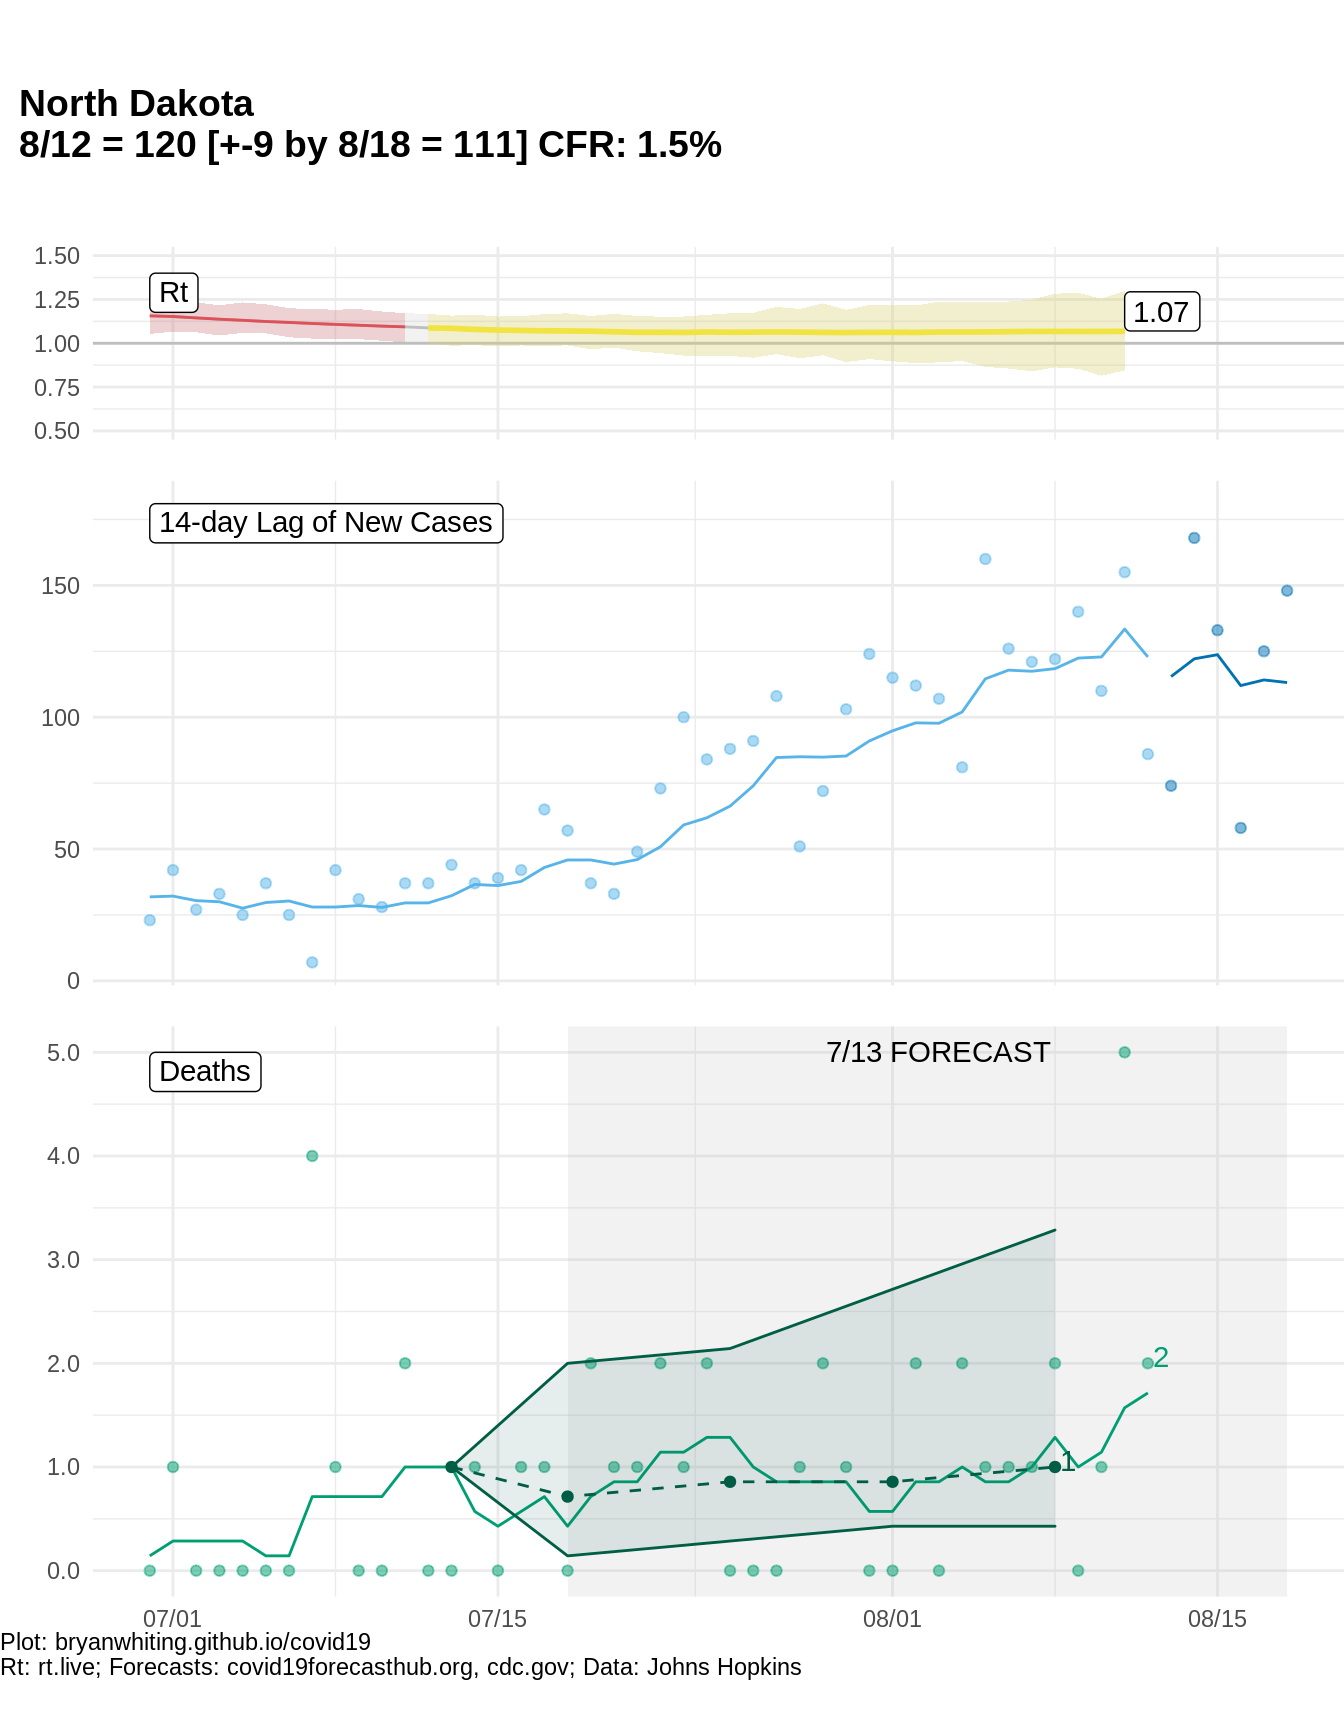 North Dakota
8/12 = 120 [+-9 by 8/18 = 111] CFR: 1.5%
1.50
1.25
1.00
0.75
0.50
Rt
1.07
14-day Lag of New Cases
150
100
50
0
Deaths
7/13 FORECAST
5.0
4.0
3.0
2.0
1.0
0.0
2
1
07/01 07/15 08/01 08/15
Plot: bryanwhiting.github.io/covid19
Rt: rt.live; Forecasts: covid19forecasthub.org, cdc.gov; Data: Johns Hopkins